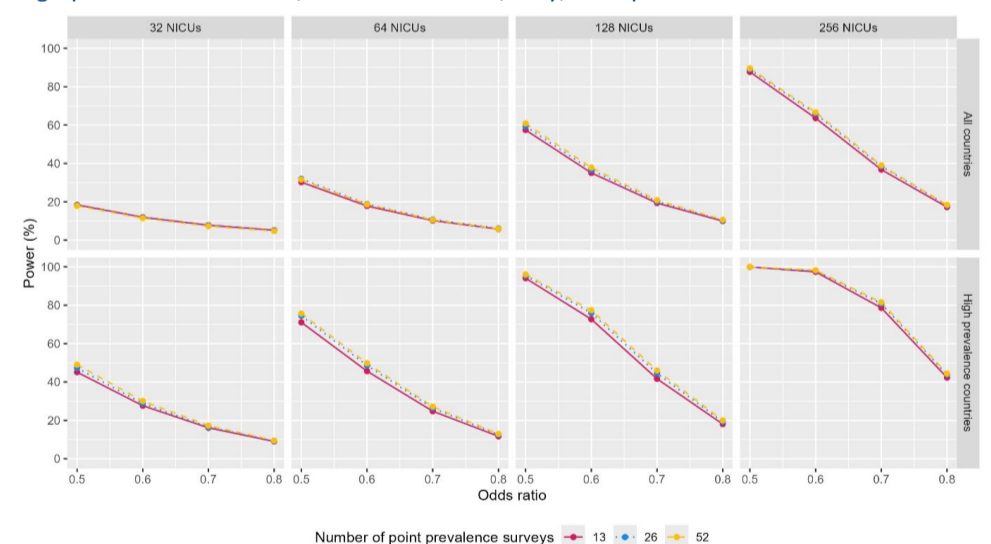 32 NICUs 64 NICUs 128 NICUs 256 NICUs
100
80
60
40
20
0
All countries
100
80
60
40
20
0
High prevalence countries
Power (%)
0.5 0.6 0.7 0.8 0.5 0.6 0.7 0.8 0.5 0.6 0.7 0.8 0.5 0.6 0.7 0.8
Odds ratio
Number of point prevalence surveys 13 26 52